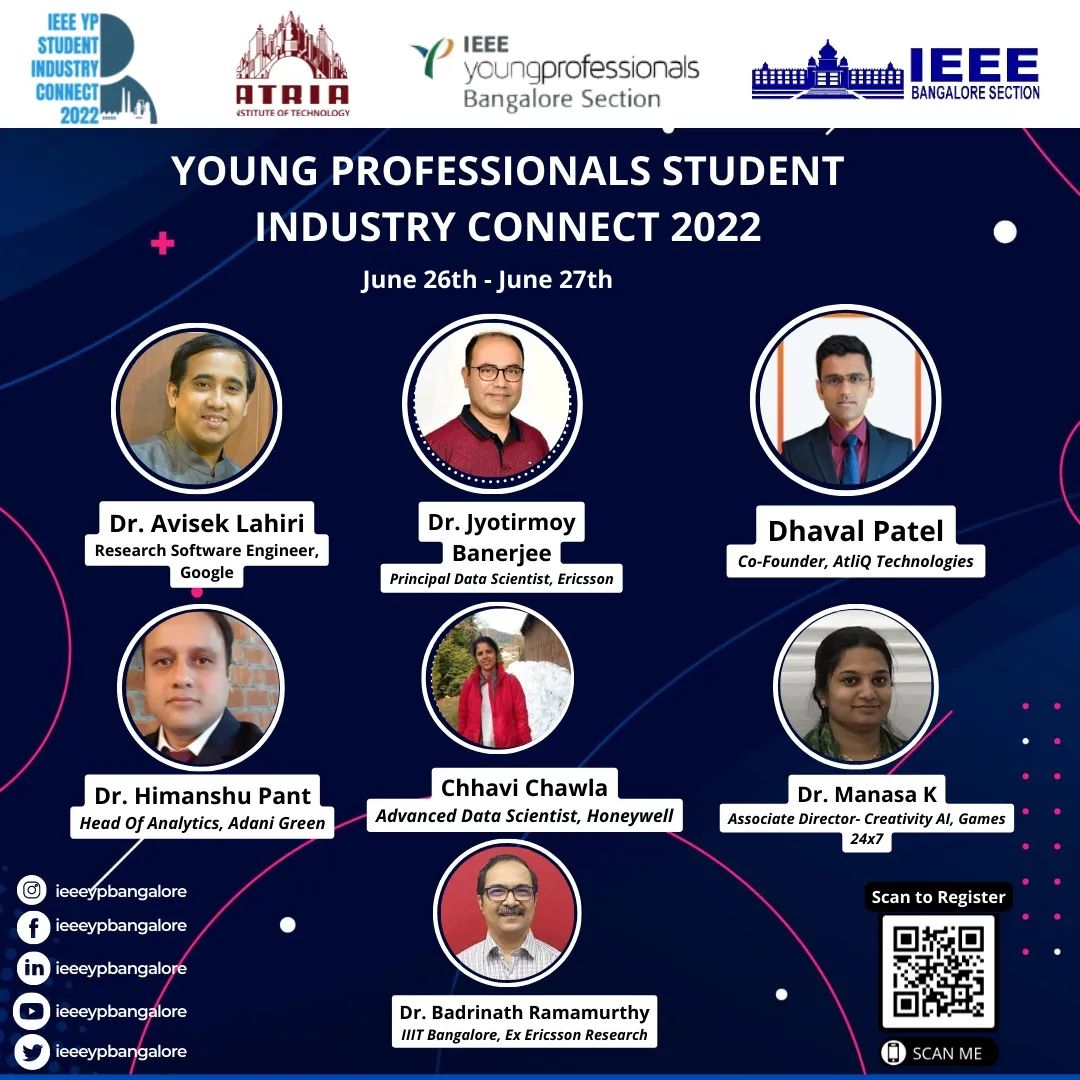 IEEE YP
STUDENT
INDUSTRY
CONNECT
2022
ATRIA
INSTITUTE OF TECHNOLOGY
IEEE
youngprofessionals
Bangalore Section
IEEE
BANGALORE SECTION
YOUNG PROFESSIONALS STUDENT
INDUSTRY CONNECT 2022
June 26th - June 27th
Dr. Avisek Lahiri
Research Software Engineer,
Google
Dr. Jyotirmoy
Banerjee
Principal Data Scientist, Ericsson
Dhaval Patel
Co-Founder, AtliQ Technologies
Dr. Himanshu Pant
Head Of Analytics, Adani Green
Chhavi Chawla
Advanced Data Scientist, Honeywell
Dr. Manasa K
Associate Director- Creativity AI, Games
24x7
Dr. Badrinath Ramamurthy
IIIT Bangalore, Ex Ericsson Research
ieeeypbangalore
ieeeypbangalore
in ieeeypbangalore
ieeeypbangalore
ieeeypbangalore
Scan to Register
SCAN ME